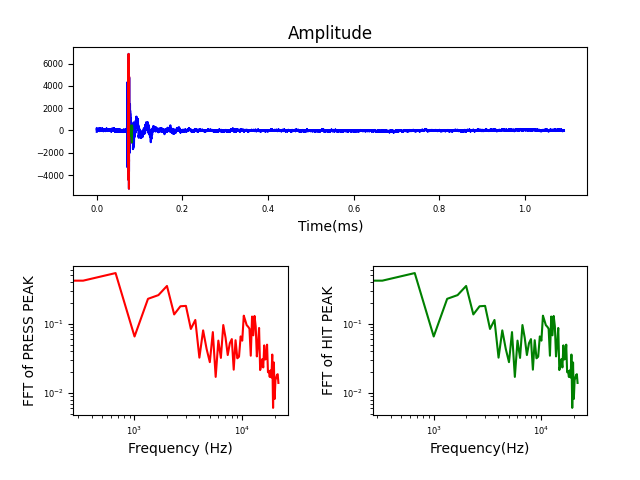 Amplitude
6000
4000
2000
0
−2000
−4000
0.0 0.2 0.4 0.6 0.8 1.0
Time(ms)
FFT of PRESS PEAK
10⁻¹
10⁻²
10³ 10⁴
Frequency (Hz)
FFT of HIT PEAK
10⁻¹
10⁻²
10³ 10⁴
Frequency(Hz)